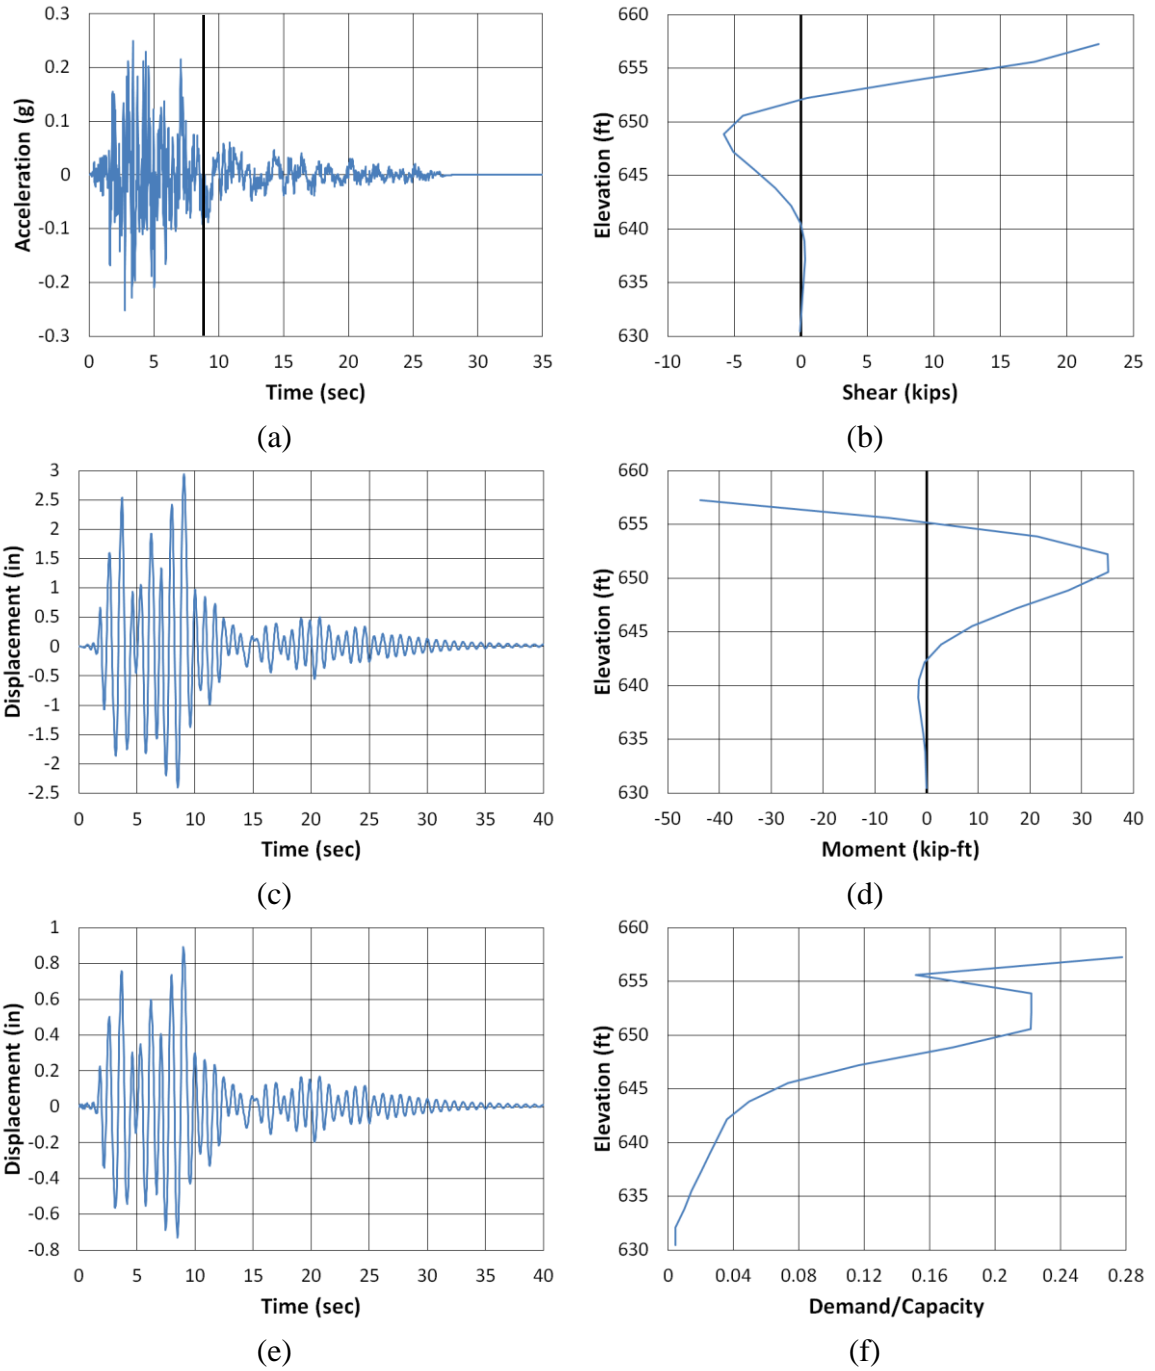 0.3
0.2
0.1
0
-0.1
-0.2
-0.3
Acceleration (g)
0 5 10 15 20 25 30 35
Time (sec)
(a)
660
655
650
645
640
635
630
Elevation (ft)
-10 -5 0 5 10 15 20 25
Shear (kips)
(b)
3
2.5
2
1.5
1
0.5
0
-0.5
-1
-1.5
-2
-2.5
Displacement (in)
0 5 10 15 20 25 30 35 40
Time (sec)
(c)
660
655
650
645
640
635
630
Elevation (ft)
-50 -40 -30 -20 -10 0 10 20 30 40
Moment (kip-ft)
(d)
1
0.8
0.6
0.4
0.2
0
-0.2
-0.4
-0.6
-0.8
Displacement (in)
0 5 10 15 20 25 30 35 40
Time (sec)
(e)
660
655
650
645
640
635
630
Elevation (ft)
0 0.04 0.08 0.12 0.16 0.2 0.24 0.28
Demand/Capacity
(f)